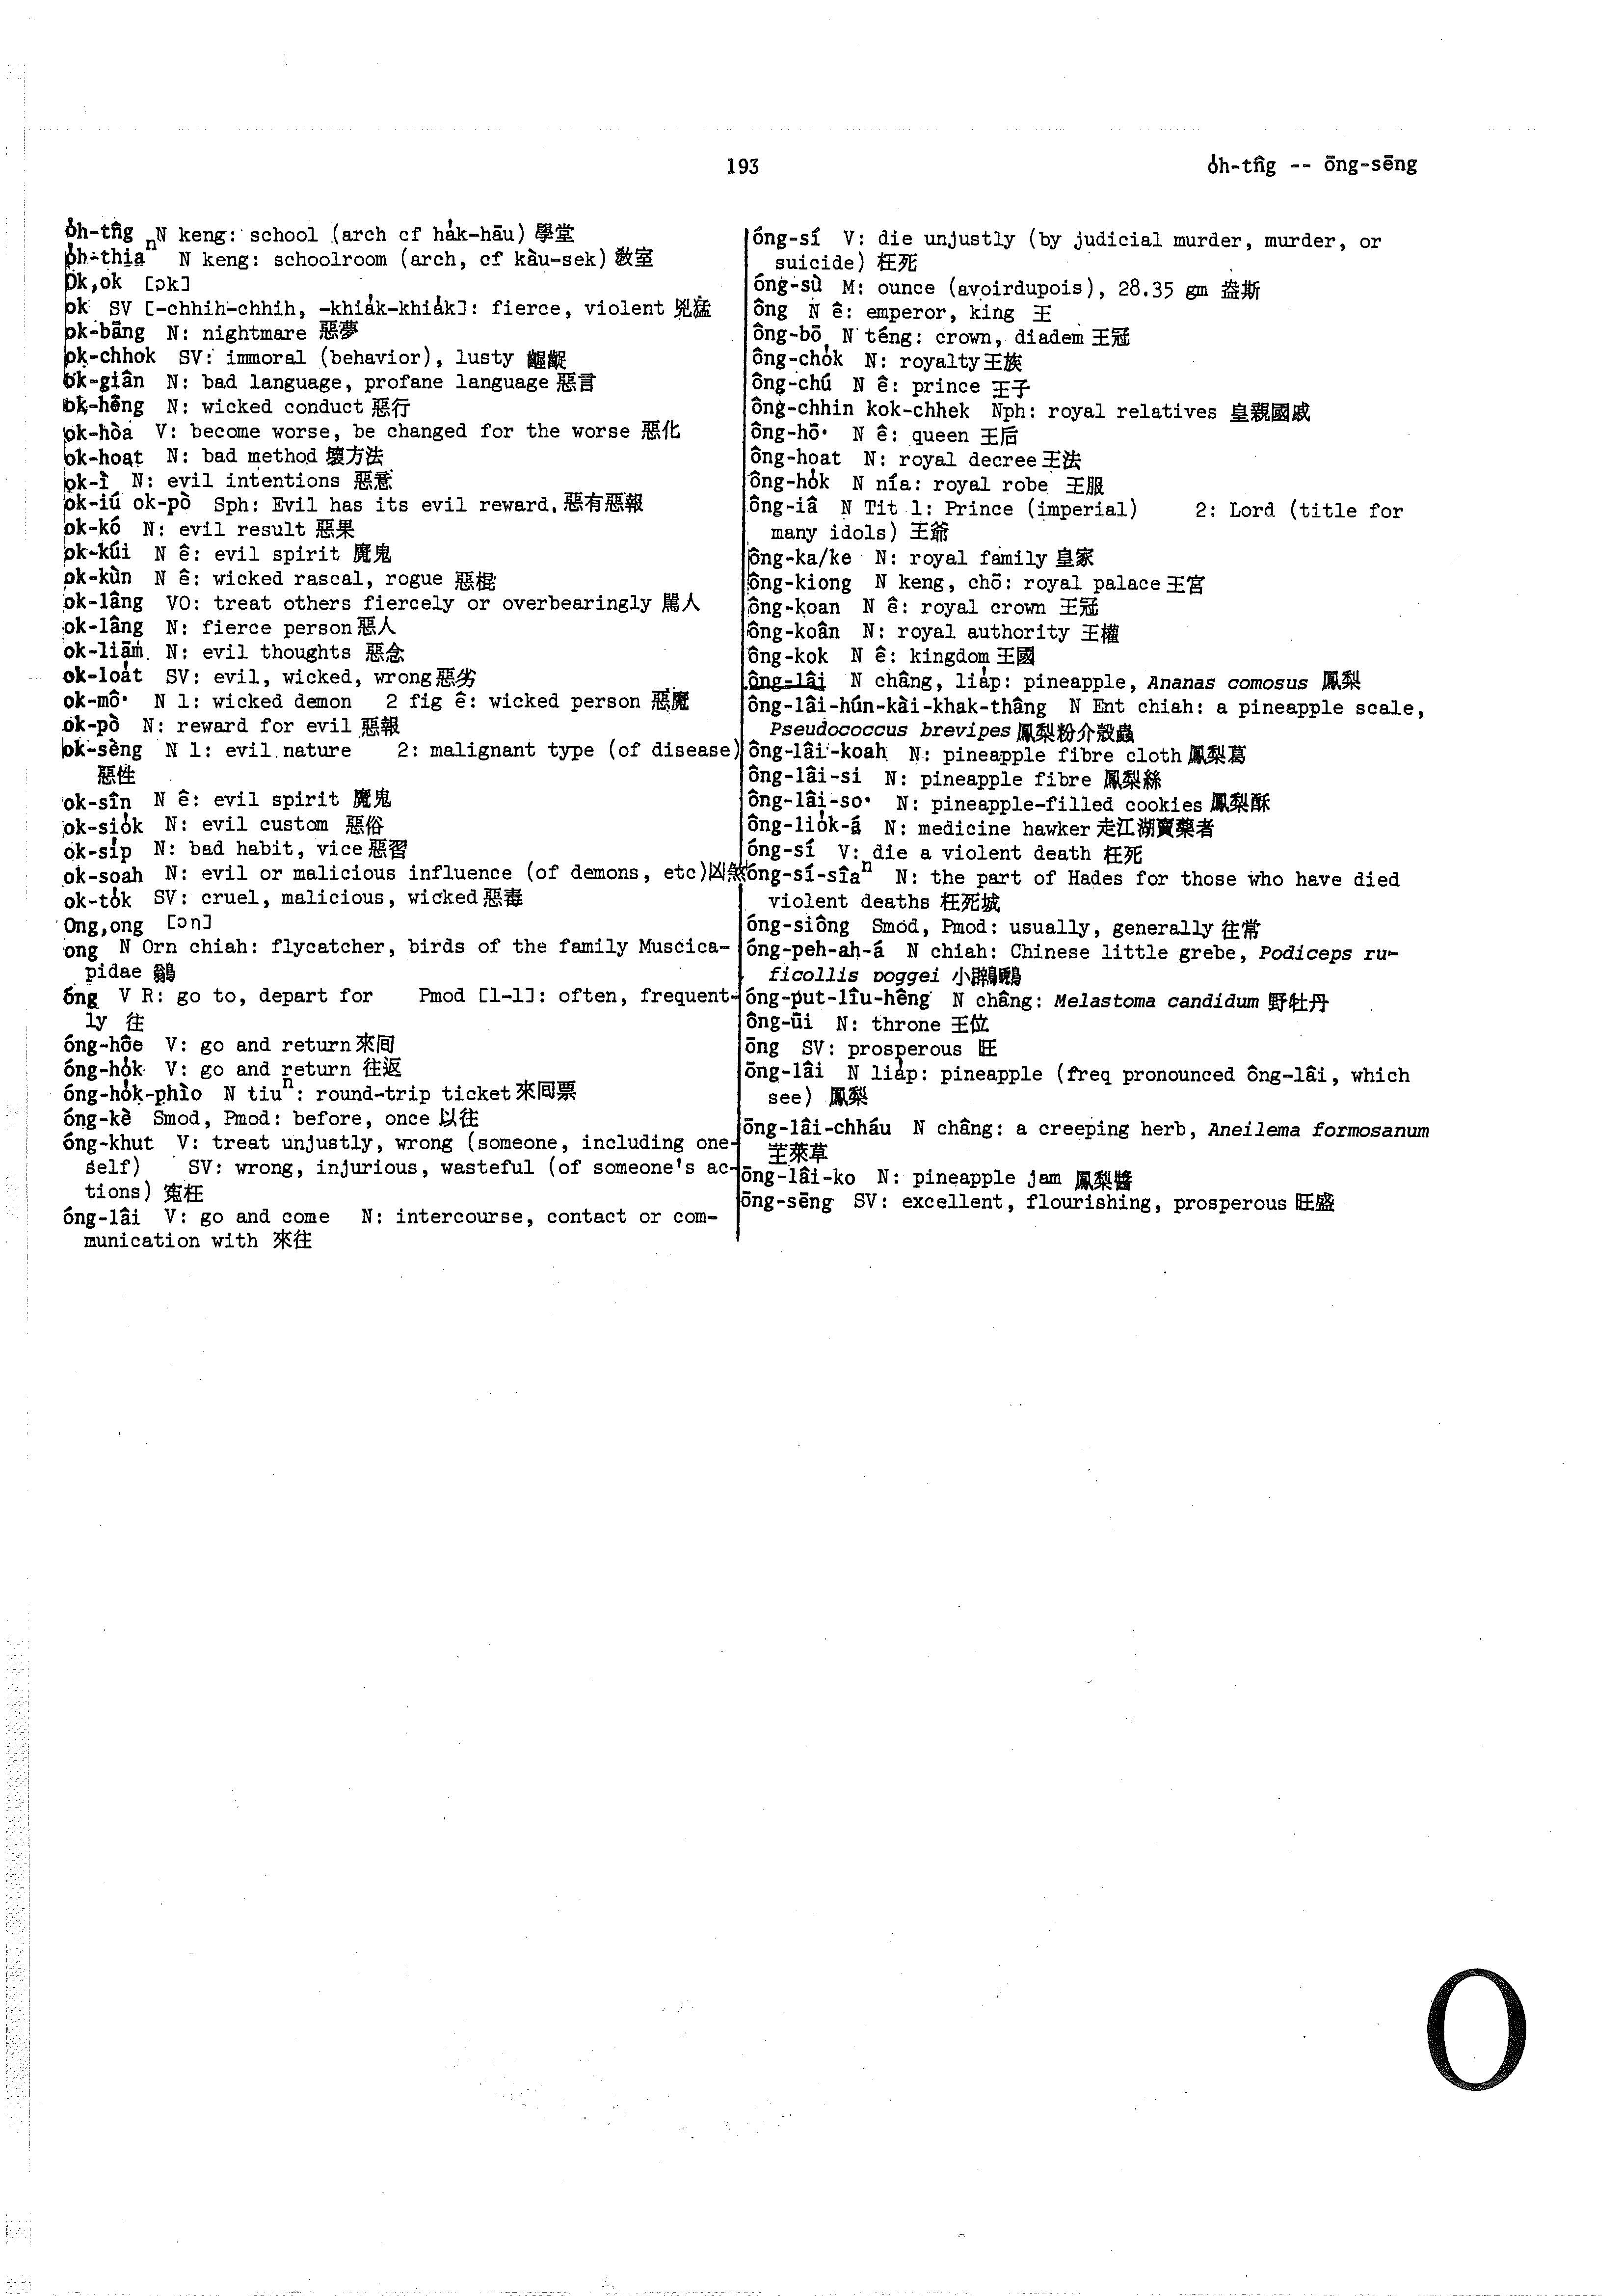 193
o̍h-tn̂g -- ōng-sēng
o̍h-tn̂g N keng: school (arch cf ha̍k-hāu) 學堂
o̍h-thiaⁿ N keng: schoolroom (arch, cf kàu-sek) 教室
Ok,ok [ɔk]
ok SV [-chhih-chhih, -khia̍k-khia̍k]: fierce, violent 兇猛
ok-bāng N: nightmare 惡夢
ok-chhok SV: immoral (behavior), lusty 齷齪
ok-giân N: bad language, profane language 惡言
ok-hēng N: wicked conduct 惡行
ok-hòa V: become worse, be changed for the worse 惡化
ok-hoat N: bad method 壞方法
ok-ì N: evil intentions 惡意
ok-iú ok-pò Sph: Evil has its evil reward. 惡有惡報
ok-kó N: evil result 惡果
ok-kúi N ê: evil spirit 魔鬼
ok-kùn N ê: wicked rascal, rogue 惡棍
ok-lâng VO: treat others fiercely or overbearingly 罵人
ok-lâng N: fierce person 惡人
ok-liām N: evil thoughts 惡念
ok-loa̍t SV: evil, wicked, wrong 惡劣
ok-mô͘ N 1: wicked demon 2 fig ê: wicked person 惡魔
ok-pò N: reward for evil 惡報
ok-sèng N 1: evil nature 2: malignant type (of disease)
惡性
ok-sîn N ê: evil spirit 魔鬼
ok-sio̍k N: evil custom 惡俗
ok-si̍p N: bad habit, vice 惡習
ok-soah N: evil or malicious influence (of demons, etc) 凶煞
ok-to̍k SV: cruel, malicious, wicked 惡毒
Ong,ong [ɔn]
ong N Orn chiah: flycatcher, birds of the family Muscica-
pidae 鶲
óng V R: go to, depart for Pmod [1-1]: often, frequent-
ly 往
óng-hôe V: go and return 來回
óng-ho̍k V: go and return 往返
óng-ho̍k-phìo N tiuⁿ: round-trip ticket 來回票
óng-kè Smod, Pmod: before, once 以往
óng-khut V: treat unjustly, wrong (someone, including one-
self) SV: wrong, injurious, wasteful (of someone's ac-
tions) 冤枉
óng-lâi V: go and come N: intercourse, contact or com-
munication with 來往
óng-sí V: die unjustly (by judicial murder, murder, or
suicide) 枉死
óng-sù M: ounce (avoirdupois), 28.35 gm 盎斯
ông N ê: emperor, king 王
ông-bō N téng: crown, diadem 王冠
ông-cho̍k N: royalty 王族
ông-chú N ê: prince 王子
ông-chhin kok-chhek Nph: royal relatives 皇親國戚
ông-hō͘ N ê: queen 王后
ông-hoat N: royal decree 王法
ông-ho̍k N nía: royal robe 王服
ông-iâ N Tit 1: Prince (imperial) 2: Lord (title for
many idols) 王爺
ông-ka/ke N: royal family 皇家
ông-kiong N keng, chō: royal palace 王宮
ông-koan N ê: royal crown 王冠
ông-koân N: royal authority 王權
ông-kok N ê: kingdom 王國
ông-lâi N châng, lia̍p: pineapple, Ananas comosus 鳳梨
ông-lâi-hún-kài-khak-thâng N Ent chiah: a pineapple scale,
Pseudococcus brevipes 鳳梨粉介殼蟲
ông-lâi-koah N: pineapple fibre cloth 鳳梨葛
ông-lâi-si N: pineapple fibre 鳳梨絲
ông-lâi-so͘ N: pineapple-filled cookies 鳳梨酥
ông-lio̍k-á N: medicine hawker 走江湖賣藥者
óng-sí V: die a violent death 枉死
óng-sí-sîaⁿ N: the part of Hades for those who have died
violent deaths 枉死城
óng-siông Smod, Pmod: usually, generally 往常
óng-peh-ah-á N chiah: Chinese little grebe, Podiceps ru-
ficollis poggei 小鸊鷉
óng-put-liû-hêng N châng: Melastoma candidum 野牡丹
ông-ūi N: throne 王位
ōng SV: prosperous 旺
ōng-lâi N lia̍p: pineapple (freq pronounced ông-lâi, which
see) 鳳梨
ōng-lâi-chháu N châng: a creeping herb, Aneilema formosanum
芏萊草
ōng-lâi-ko N: pineapple jam 鳳梨醬
ōng-sēng SV: excellent, flourishing, prosperous 旺盛
O